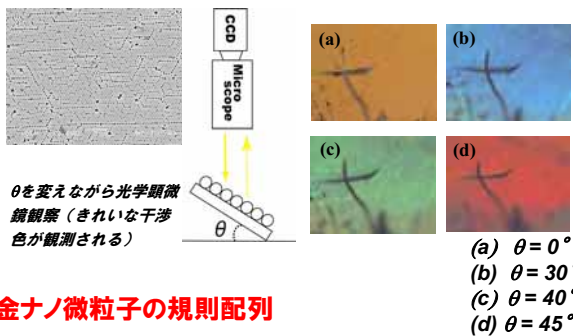 CCD
Micro
scope
θ
θを変えながら光学顕微
鏡観察（きれいな干渉
色が観測される）
(a)
(b)
(c)
(d)
(a) θ = 0°
(b) θ = 30
(c) θ = 40°
(d) θ = 45°
金ナノ微粒子の規則配列